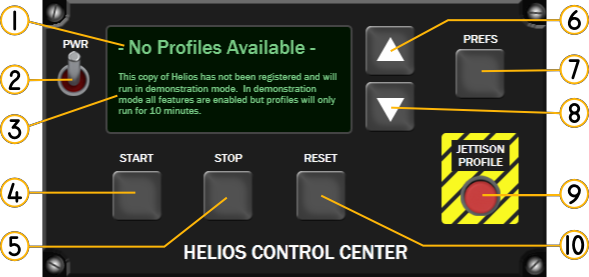 1
6
PWR
- No Profiles Available -
PREFS
2
7
This copy of Helios has not been registered and will
run in demonstration mode. In demonstration
mode all features are enabled but profiles will only
run for 10 minutes.
3
8
START
STOP
RESET
JETTISON
PROFILE
4
9
5
HELIOS CONTROL CENTER
10